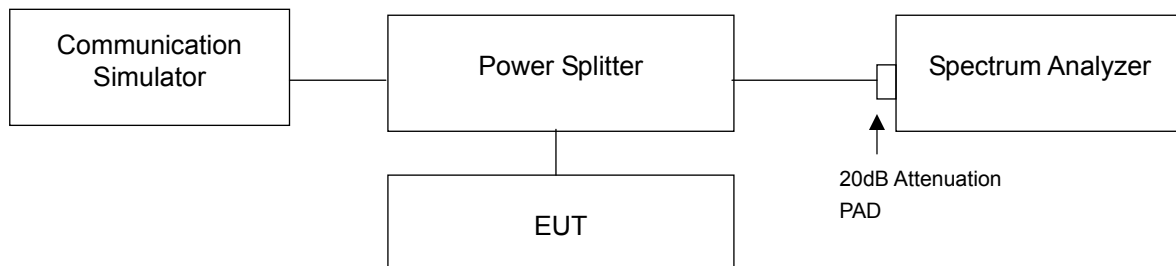 Communication
Simulator
Power Splitter
Spectrum Analyzer
20dB Attenuation
PAD
EUT